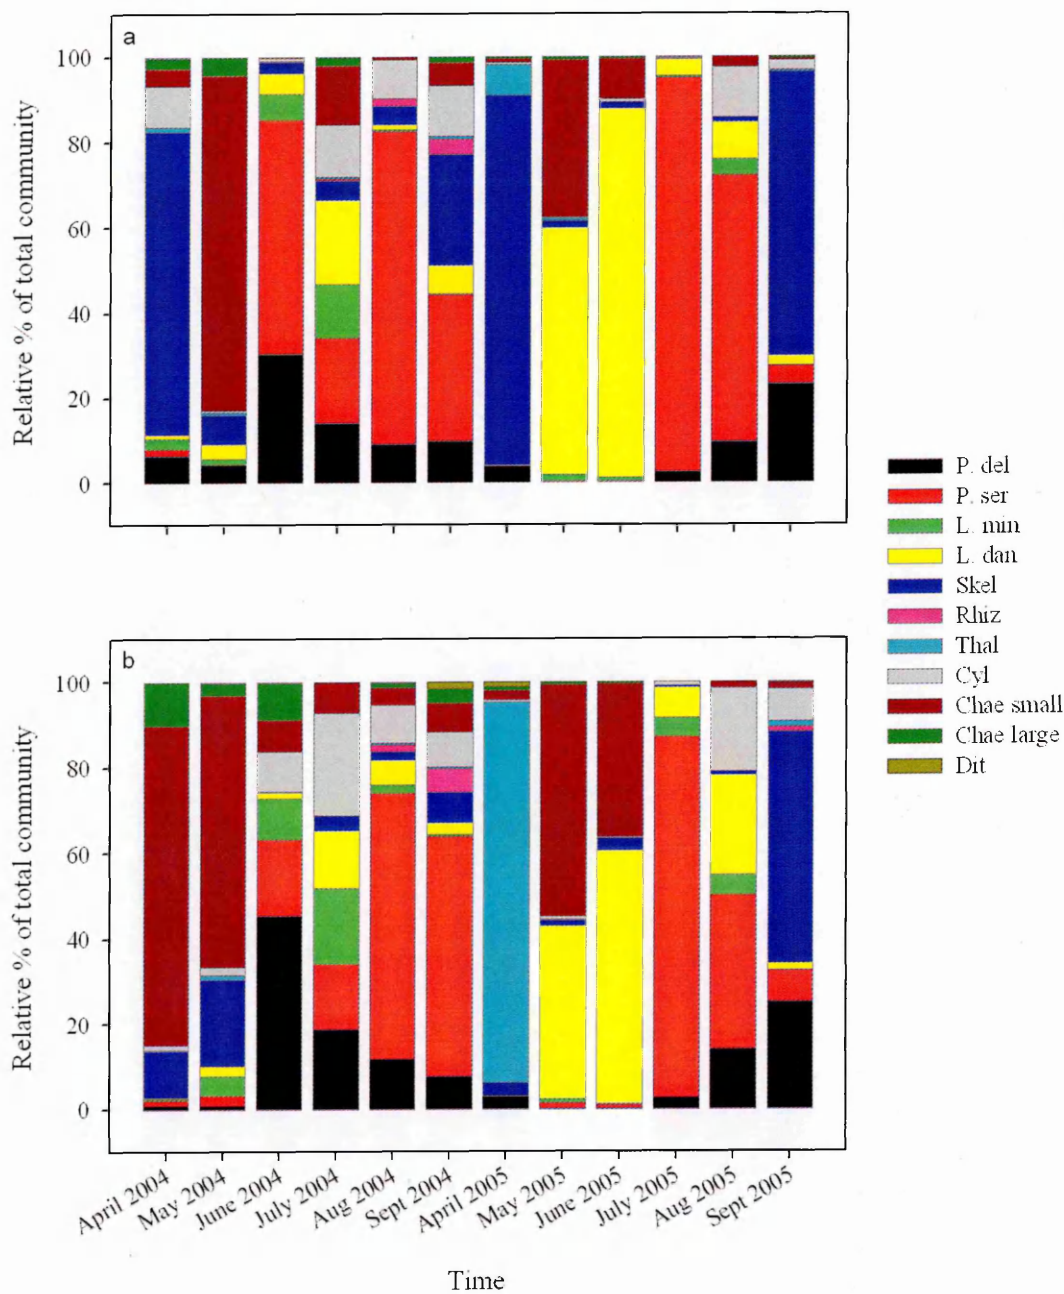 a
100
80
60
40
20
0
Relative % of total community
b
100
80
60
40
20
0
Relative % of total community
April 2004
May 2004
June 2004
July 2004
Aug 2004
Sept 2004
April 2005
May 2005
June 2005
July 2005
Aug 2005
Sept 2005
Time
P. del
P. ser
L. min
L. dan
Skel
Rhiz
Thal
Cyl
Chae small
Chae large
Dit